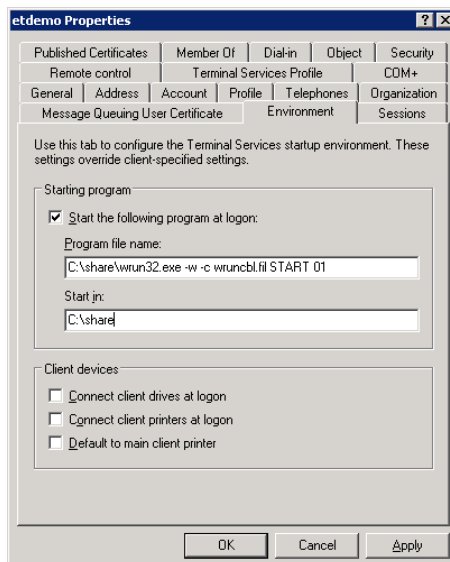 etdemo Properties
Published Certificates Member Of Dial-in Object Security
Remote control Terminal Services Profile COM+
General Address Account Profile Telephones Organization
Message Queuing User Certificate Environment Sessions
Use this tab to configure the Terminal Services startup environment. These
settings override client-specified settings.
Starting program
Start the following program at logon:
Program file name:
C:\share\wrun32.exe -w -c wruncbl.fil START 01
Start in:
C:\share
Client devices
Connect client drives at logon
Connect client printers at logon
Default to main client printer
OK Cancel Apply